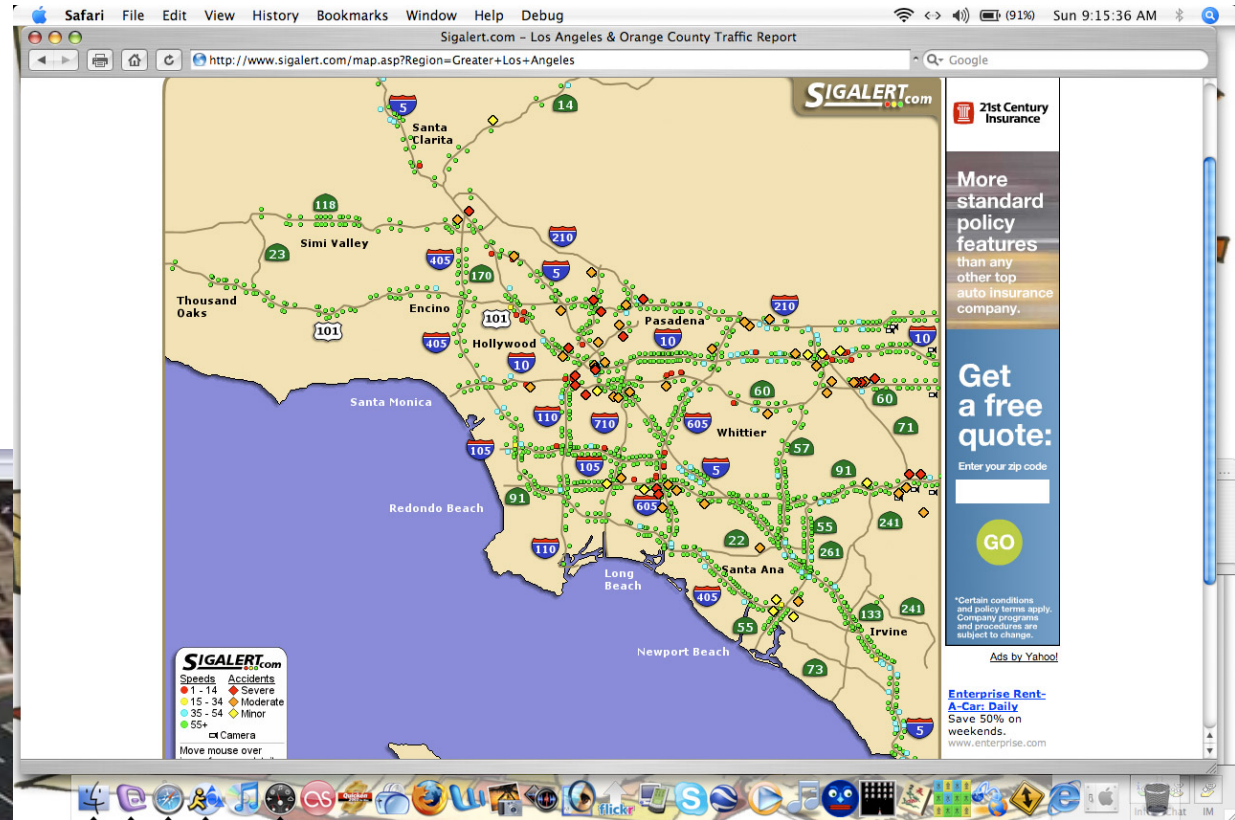 Safari File Edit View History Bookmarks Window Help Debug (91%) Sun 9:15:36 AM
Sigalert.com – Los Angeles & Orange County Traffic Report
http://www.sigalert.com/map.asp?Region=Greater+Los+Angeles Google
SIGALERT.com
5
14
Santa
Clarita
118
Simi Valley
23
405
170
210
5
Thousand
Oaks
101
Encino
101
Pasadena
210
405
Hollywood
10
10
10
Santa Monica
60
60
110
710
605
Whittier
71
57
105
105
5
91
91
605
Redondo Beach
55
241
22
261
110
Santa Ana
Long
Beach
405
133
241
55
Irvine
Newport Beach
73
5
SIGALERT.com
Speeds Accidents
1 - 14 Severe
15 - 34 Moderate
35 - 54 Minor
55+
Camera
Move mouse over
21st Century
Insurance
More
standard
policy
features
than any
other top
auto insurance
company.
Get
a free
quote:
Enter your zip code
GO
*Certain conditions
and policy terms apply.
Company programs
and procedures are
subject to change.
Ads by Yahoo!
Enterprise Rent-
A-Car: Daily
Save 50% on
weekends.
www.enterprise.com
flickr
Chat IM